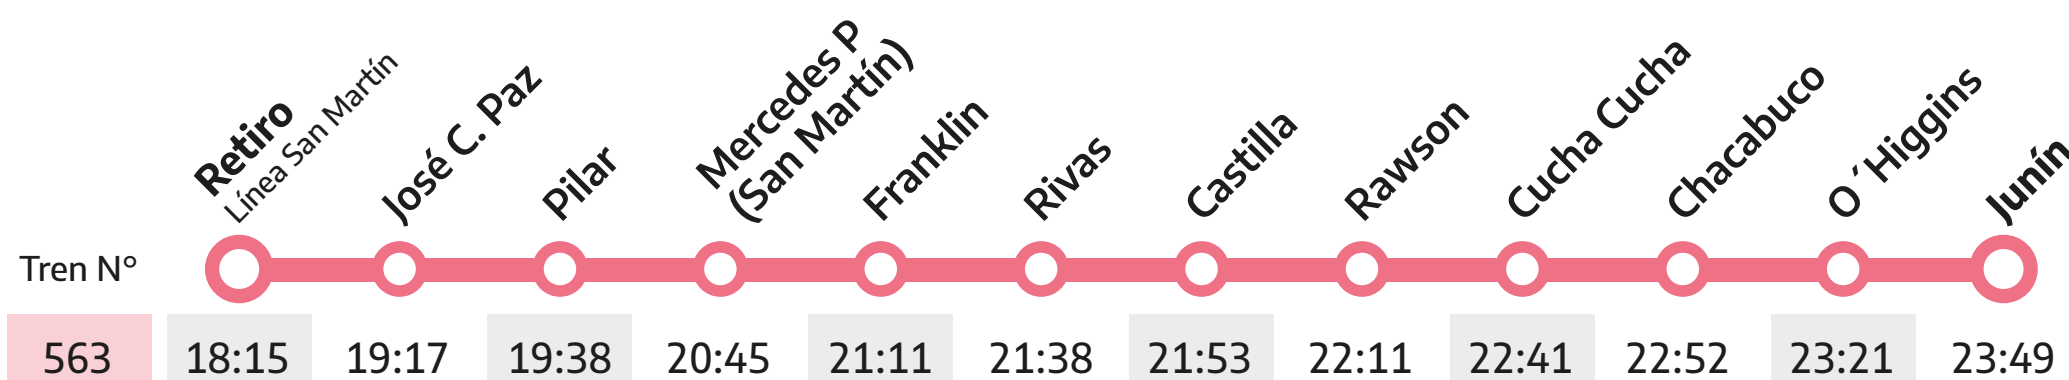 Retiro
Línea San Martín
José C. Paz
Pilar
Mercedes P
(San Martín)
Franklin
Rivas
Castilla
Rawson
Cucha Cucha
Chacabuco
O´Higgins
Junín
Tren N°
563 18:15 19:17 19:38 20:45 21:11 21:38 21:53 22:11 22:41 22:52 23:21 23:49